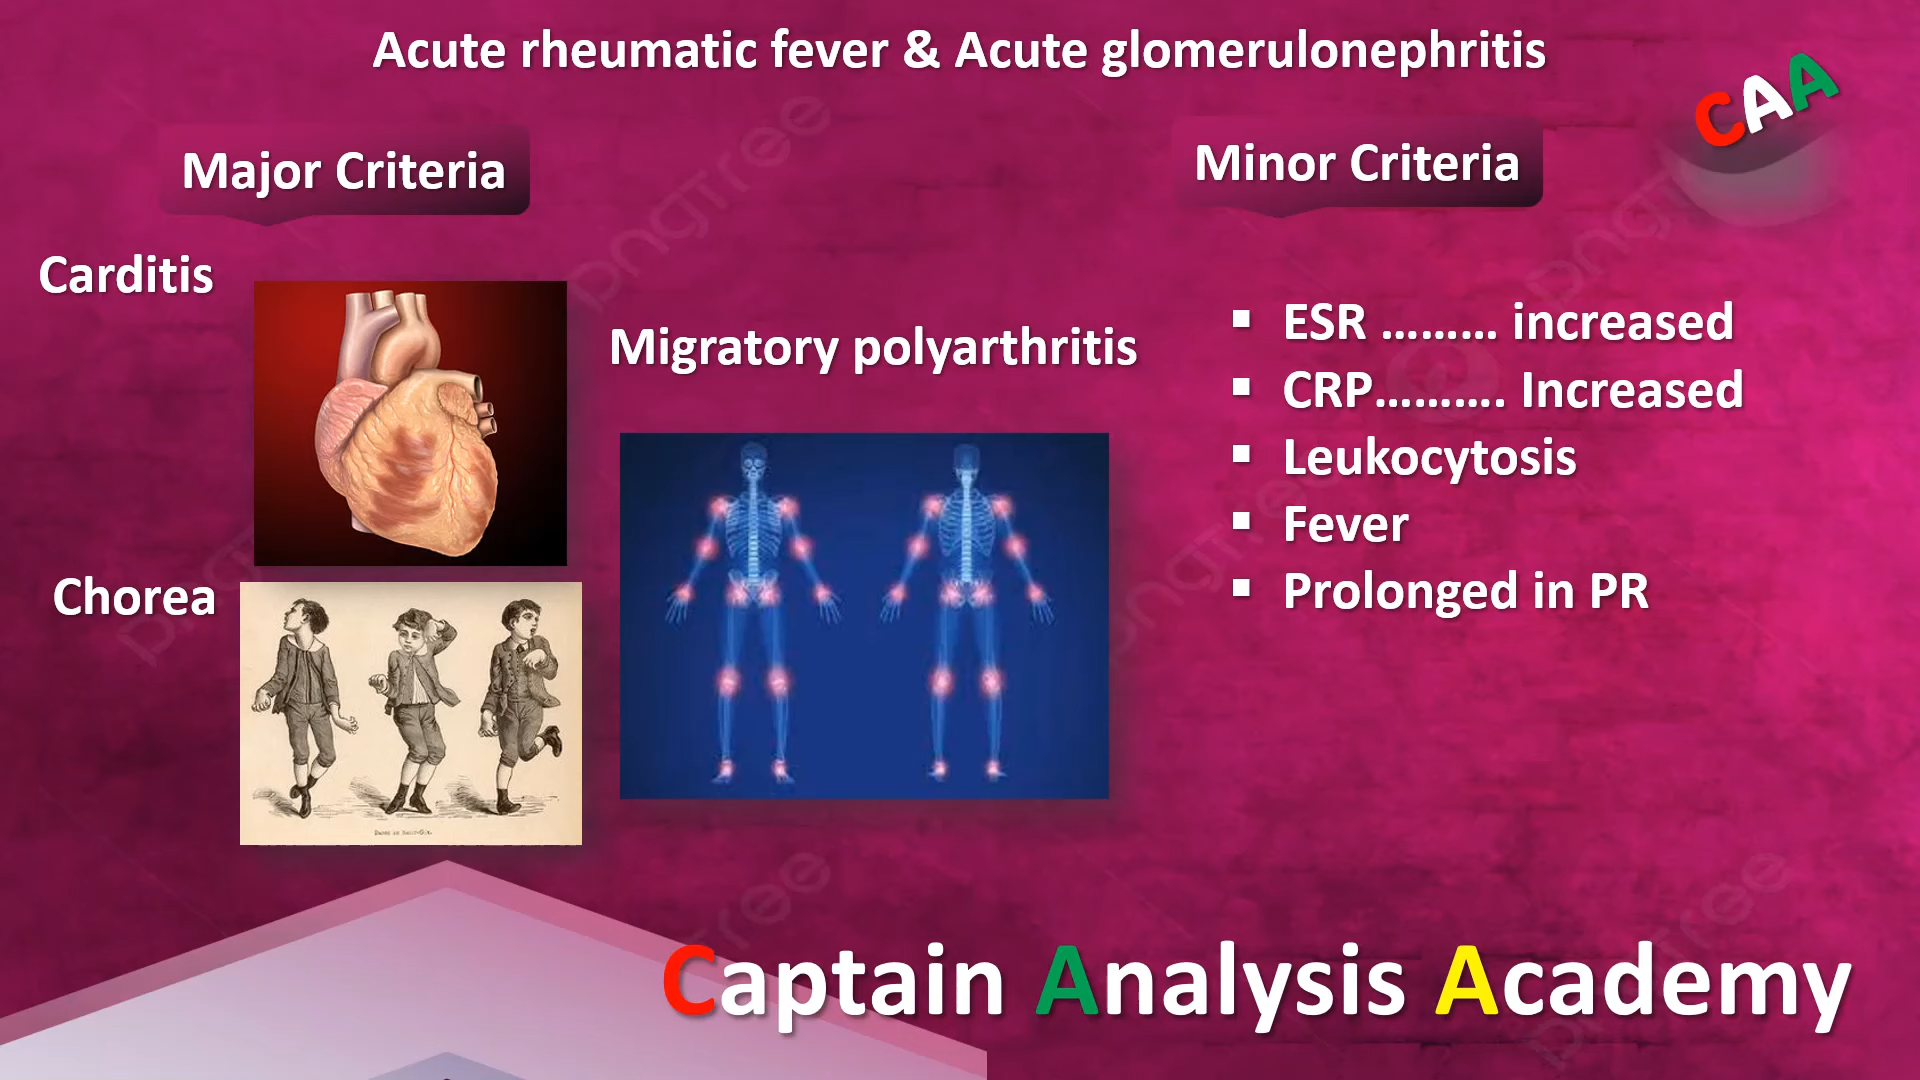 Acute rheumatic fever & Acute glomerulonephritis
CAA
Major Criteria
Minor Criteria
Carditis
Migratory polyarthritis
Chorea
▪ ESR ......... increased
▪ CRP.......... Increased
▪ Leukocytosis
▪ Fever
▪ Prolonged in PR
Captain Analysis Academy
pngtree